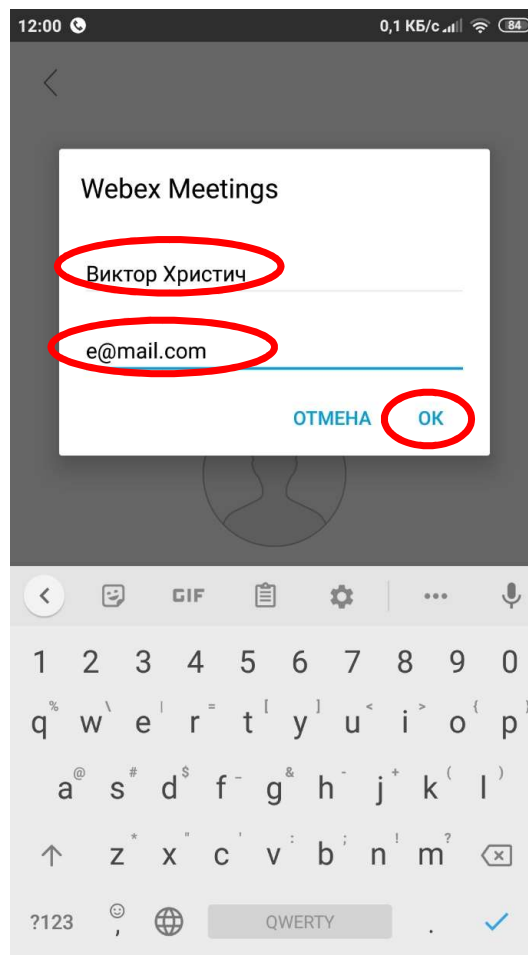 12:00 0,1 КБ/с 84
Webex Meetings
Виктор Христич
e@mail.com
ОТМЕНА ОК
GIF
1 2 3 4 5 6 7 8 9 0
% \ | = [ ] < > { }
q w e r t y u i o p
@ # $ - & - + ( )
a s d f g h j k l
* " ' : ; ! ?
z x c v b n m
?123 , QWERTY .